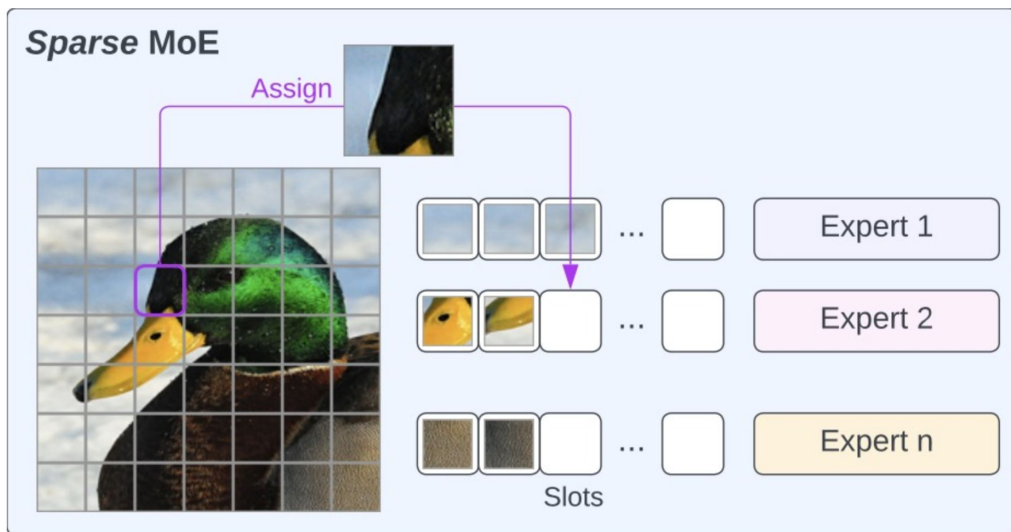 Sparse MoE
Assign
... Expert 1
... Expert 2
... Expert n
Slots